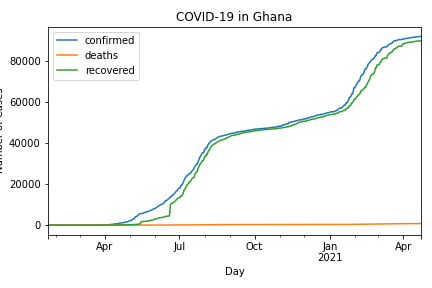 COVID-19 in Ghana
confirmed
deaths
recovered
80000
60000
40000
20000
0
Apr
Jul
Oct
Jan
2021
Apr
Day